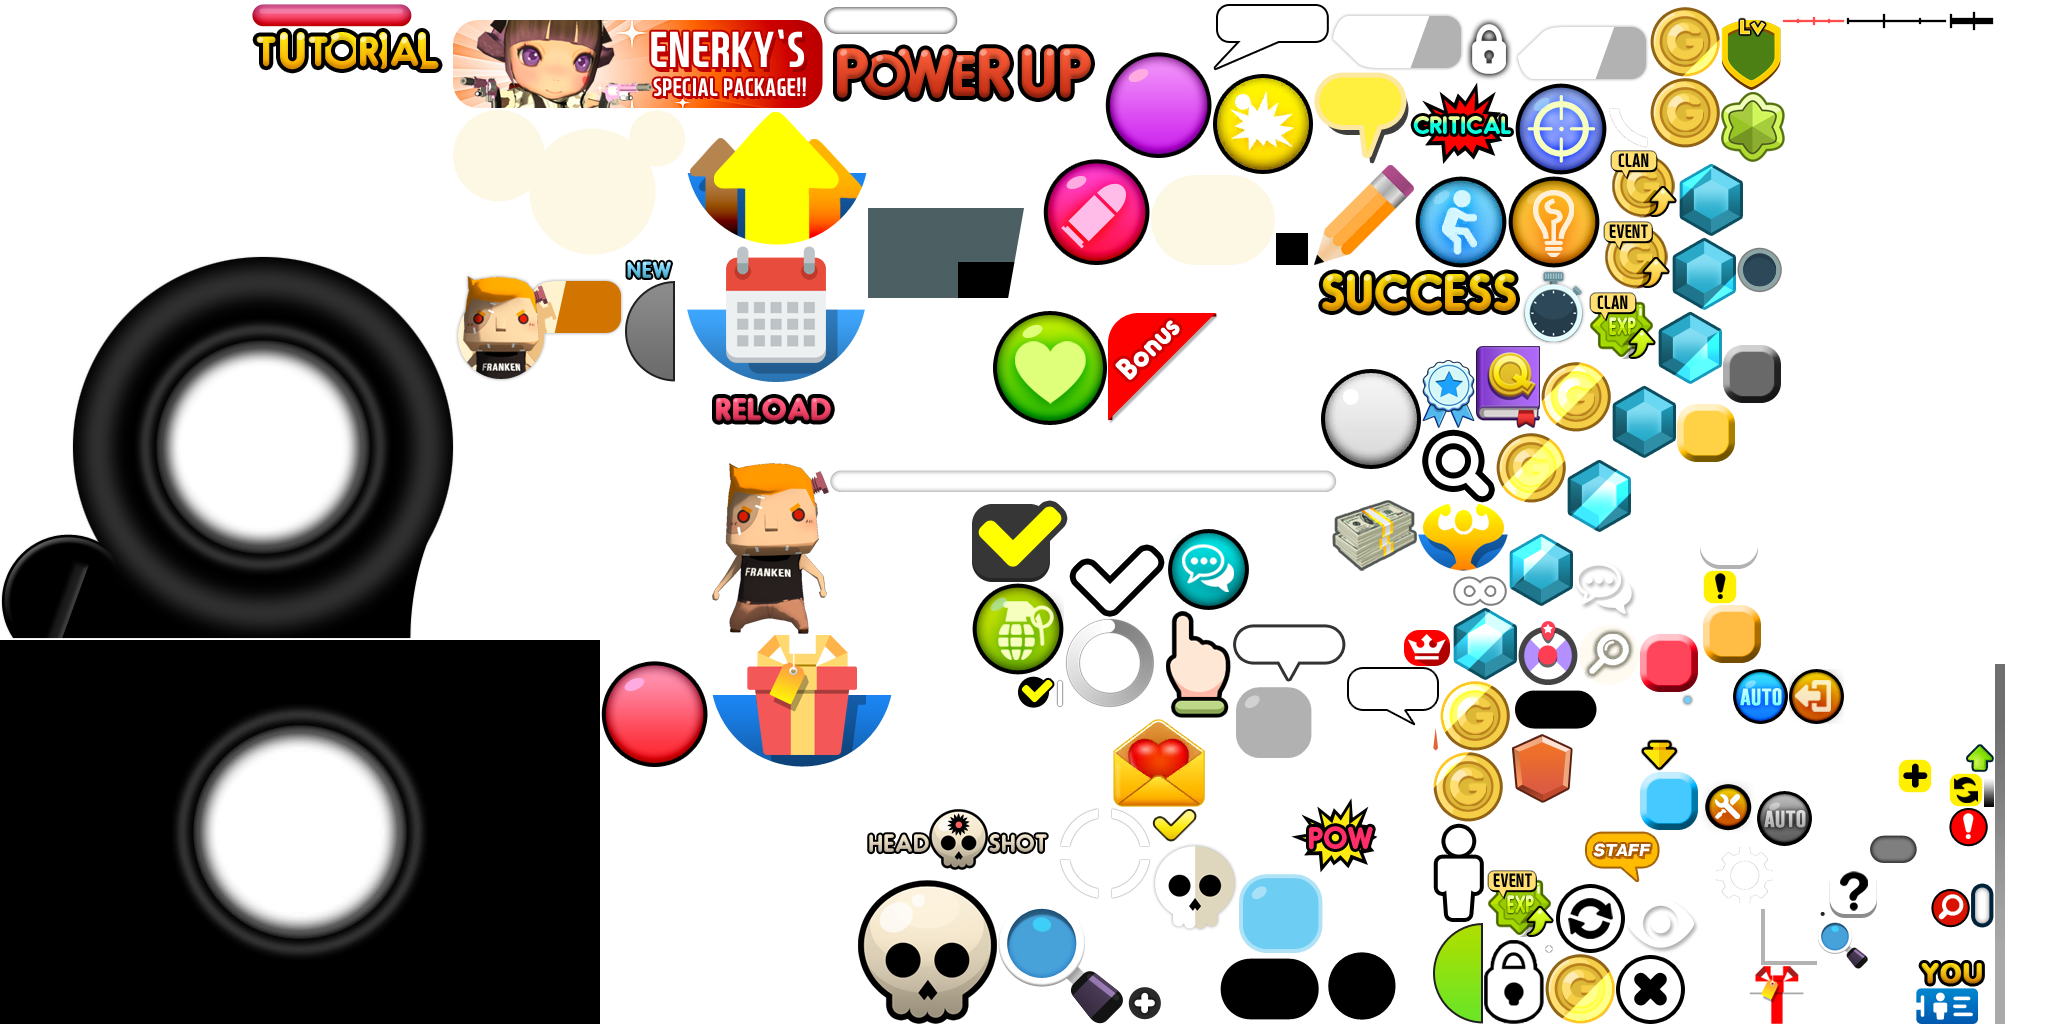 TUTORIAL
ENERKY'S
SPECIAL PACKAGE!!
POWER UP
CRITICAL
G
LV
G
CLAN
G
EVENT
G
NEW
SUCCESS
CLAN
EXP
FRANKEN
Bonus
Q
G
RELOAD
G
FRANKEN
AUTO
G
G
AUTO
HEAD SHOT
POW
STAFF
EVENT
EXP
?
G
YOU